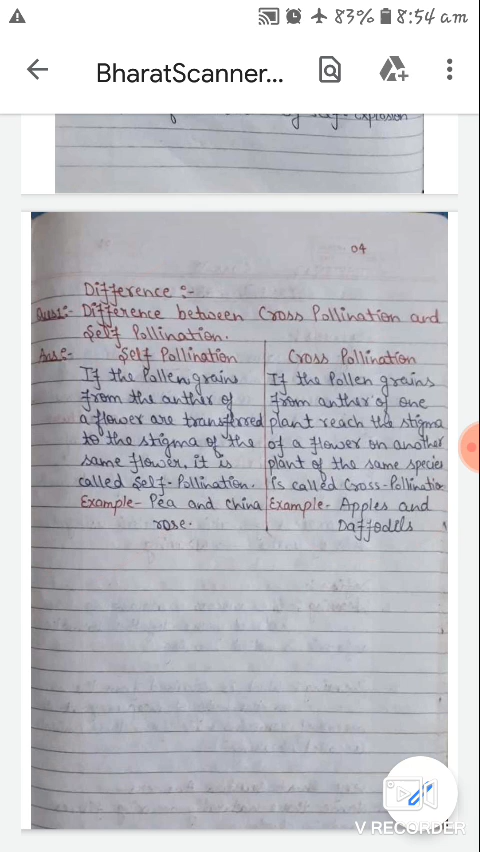 83% 8:54 am
BharatScanner...
Explosion
04
Difference :-
Ques1:- Difference between Cross Pollination and
Self Pollination.
Ans:- Self Pollination
If the Pollen grains
from the anther of
a flower are transferred
to the stigma of the
same flower, it is
called Self-Pollination.
Example- Pea and China
rose.
Cross Pollination
If the Pollen grains
from anther of one
plant reach the stigma
of a flower on another
plant of the same species
is called Cross-Pollinatio
Example- Apples and
Daffodils
V RECORDER